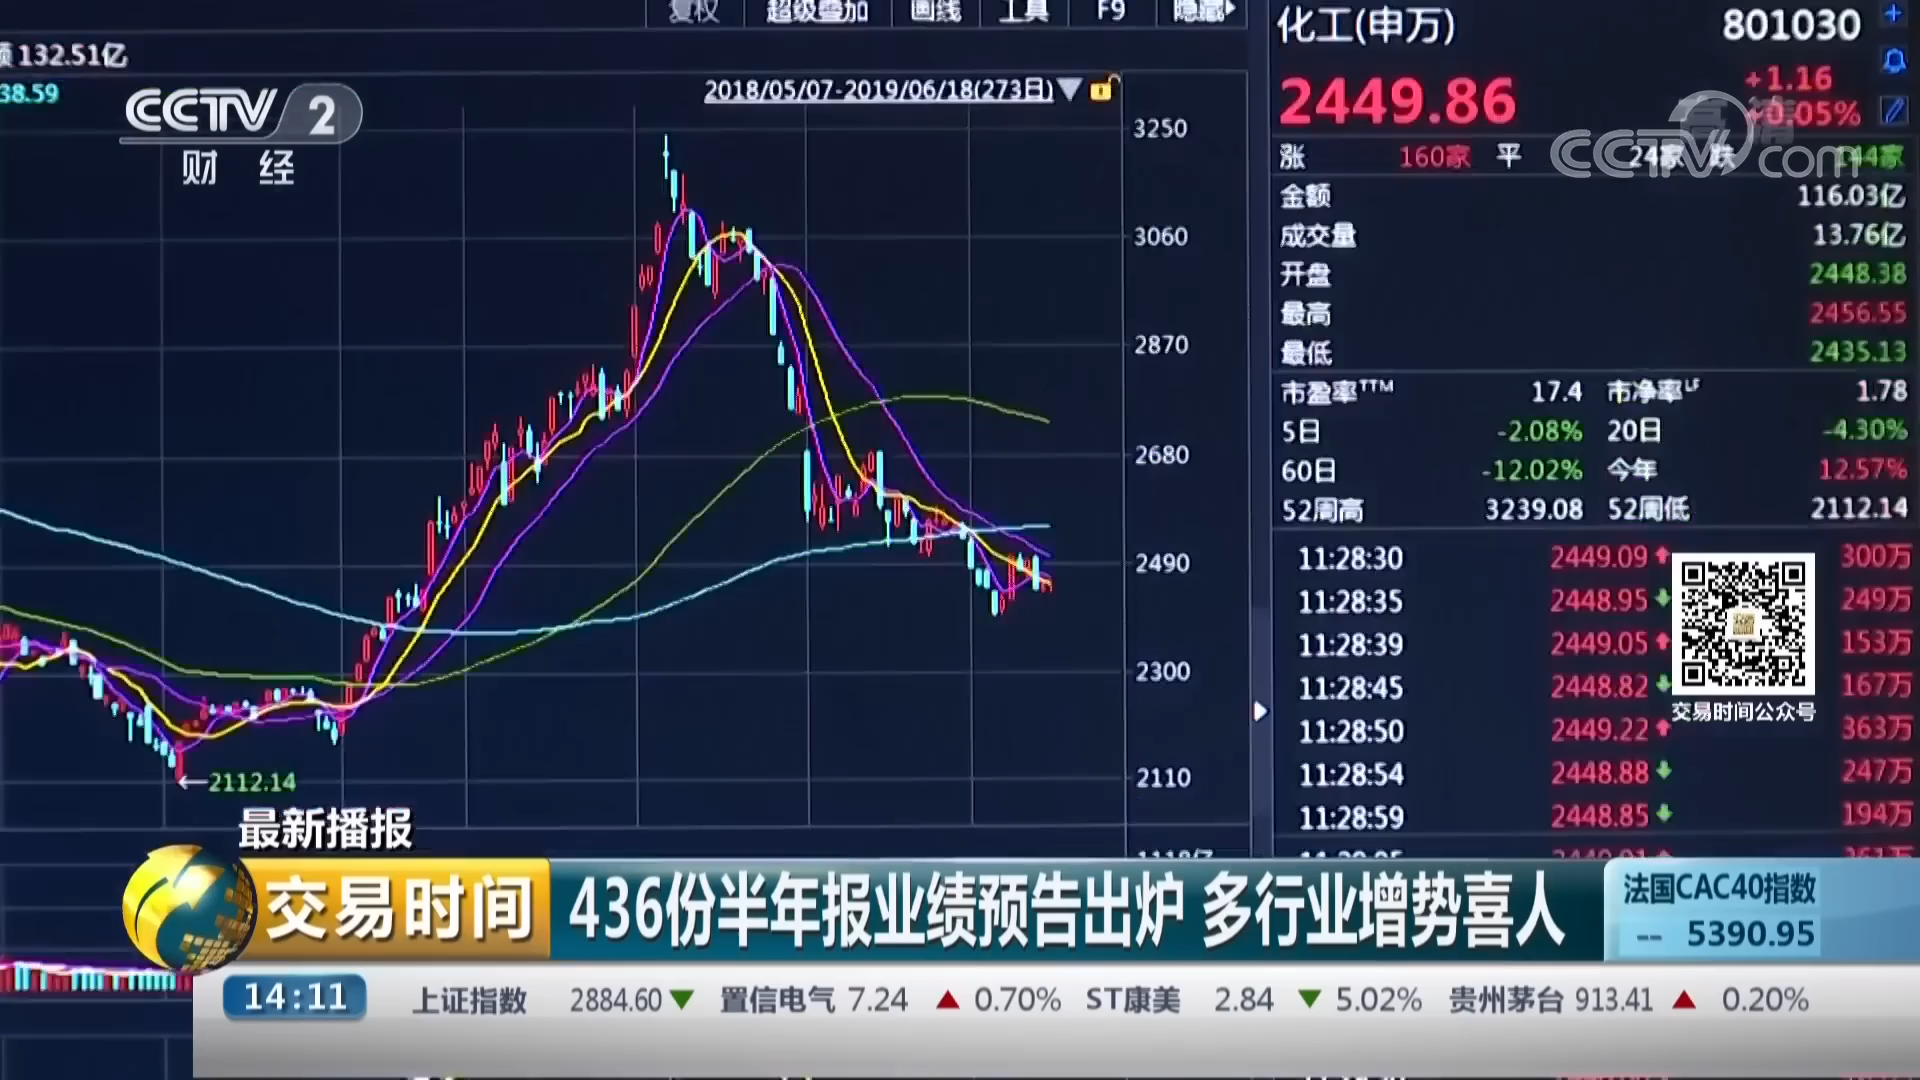 复权 超级叠加 画线 工具 F9 隐藏
额 132.51亿
38.59
CCTV 2
财 经
2018/05/07-2019/06/18(273日)
3250
3060
2870
2680
2490
2300
2110
←2112.14
化工(申万) 801030
2449.86
+1.16
+0.05%
高清
CCTV.com
涨 160家 平 24家 跌 144家
金额 116.03亿
成交量 13.76亿
开盘 2448.38
最高 2456.55
最低 2435.13
市盈率TTM 17.4 市净率LF 1.78
5日 -2.08% 20日 -4.30%
60日 -12.02% 今年 12.57%
52周高 3239.08 52周低 2112.14
11:28:30 2449.09 300万
11:28:35 2448.95 249万
11:28:39 2449.05 153万
11:28:45 2448.82 167万
11:28:50 2449.22 363万
11:28:54 2448.88 247万
11:28:59 2448.85 194万
交易时间公众号
最新播报
交易时间
436份半年报业绩预告出炉 多行业增势喜人
法国CAC40指数
-- 5390.95
14:11 上证指数 2884.60▼ 置信电气 7.24 ▲ 0.70% ST康美 2.84 ▼ 5.02% 贵州茅台 913.41 ▲ 0.20%